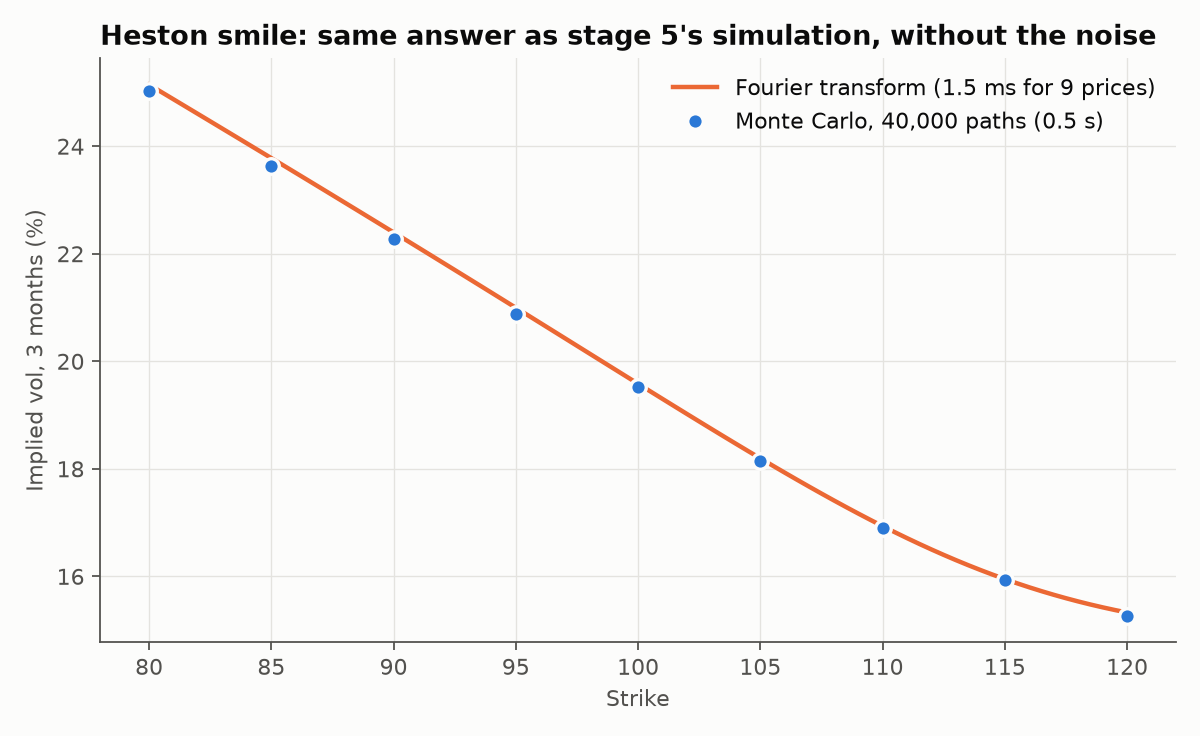 Heston smile: same answer as stage 5's simulation, without the noise
Fourier transform (1.5 ms for 9 prices)
Monte Carlo, 40,000 paths (0.5 s)
Implied vol, 3 months (%)
24
22
20
18
16
80 85 90 95 100 105 110 115 120
Strike